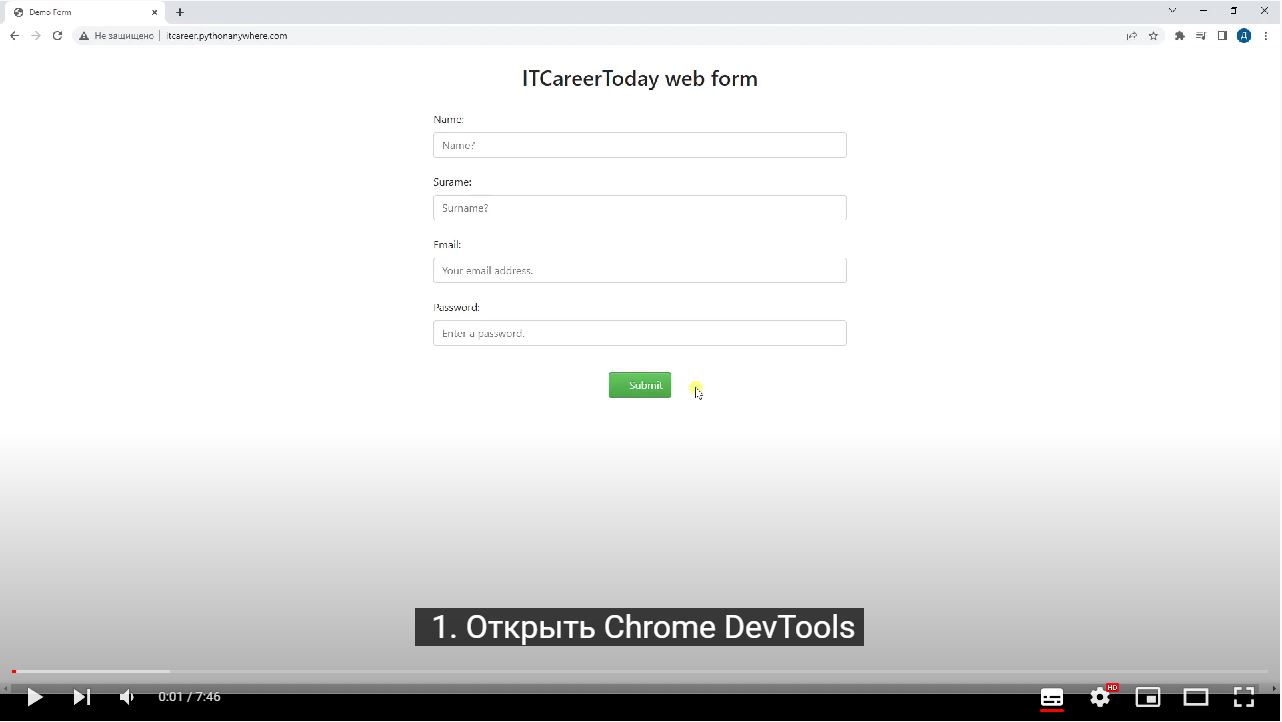 Demo Form
Не защищено
itcareer.pythonanywhere.com
Д
ITCareerToday web form
Name:
Name?
Surame:
Surname?
Email:
Your email address.
Password:
Enter a password.
Submit
1. Открыть Chrome DevTools
0:01 / 7:46
HD